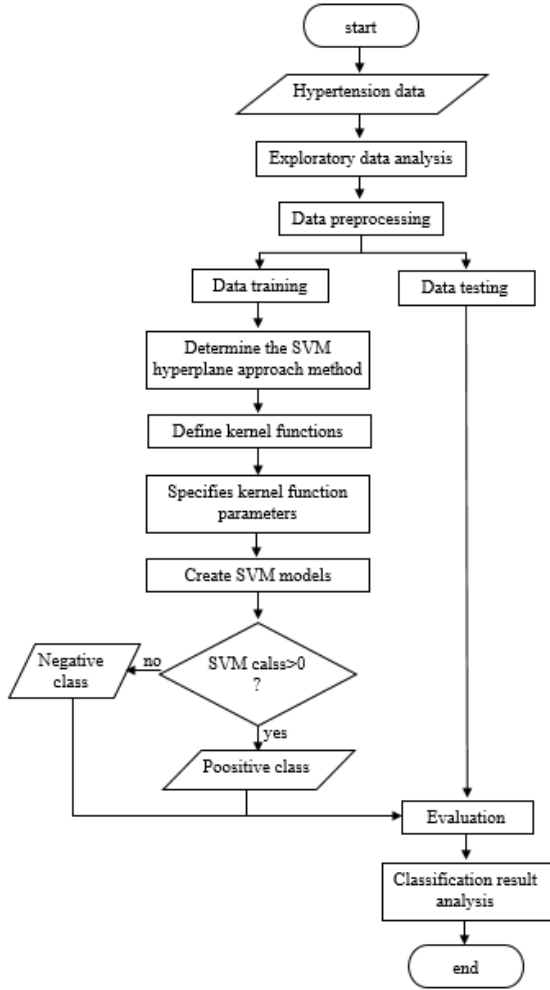 start
Hypertension data
Exploratory data analysis
Data preprocessing
Data training
Data testing
Determine the SVM
hyperplane approach method
Define kernel functions
Specifies kernel function
parameters
Create SVM models
SVM calss>0
?
no
Negative
class
yes
Poositive class
Evaluation
Classification result
analysis
end